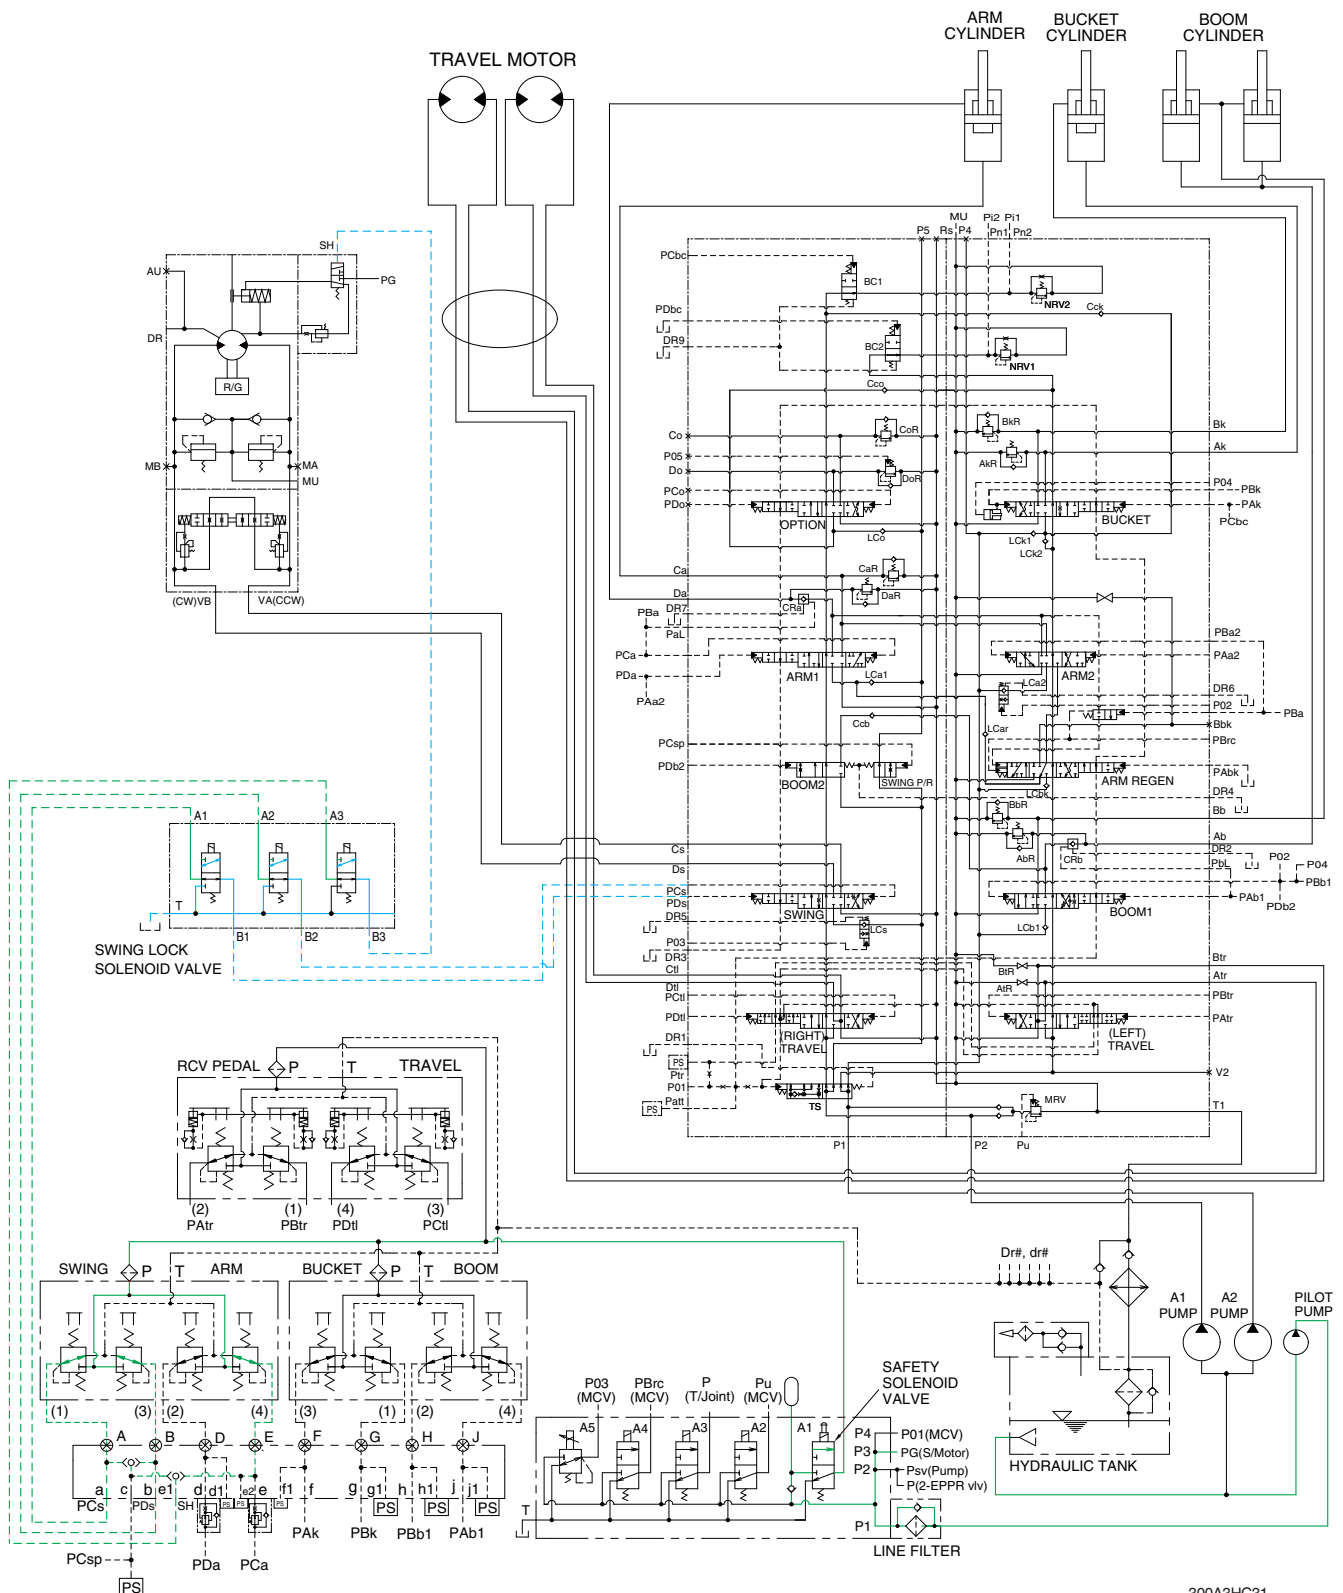 ARM
CYLINDER
BUCKET
CYLINDER
BOOM
CYLINDER
TRAVEL MOTOR
SH
PG
AU
DR
R/G
MB
MA
MU
(CW)VB
VA(CCW)
P5
Rs
MU
P4
Pi2
Pi1
Pn1
Pn2
PCbc
BC1
NRV2
Cck
PDbc
DR9
BC2
NRV1
Cco
Co
CoR
BkR
Bk
P05
AkR
Ak
Do
DoR
P04
PBk
PCo
PDo
PAk
OPTION
BUCKET
PCbc
LCo
LCk1
LCk2
Ca
CaR
Da
DaR
PBa
DR7
CRa
PaL
PBa2
PCa
PAa2
PDa
ARM1
ARM2
PAa2
LCa1
LCa2
DR6
P02
PBa
Ccb
Bbk
LCar
PCsp
PBrc
PDb2
PAbk
BOOM2
SWING P/R
ARM REGEN
LCbk
DR4
BbR
Bb
AbR
CRb
Ab
Cs
DR2
Ds
PbL
P02
P04
PCs
PBb1
PDs
PAb1
SWING
BOOM1
PDb2
DR5
LCs
LCb1
P03
DR3
Ctl
Btr
BtR
Atr
Dtl
AtR
PCtl
PBtr
PDtl
PAtr
(RIGHT)
TRAVEL
(LEFT)
TRAVEL
DR1
PS
Ptr
P01
V2
Patt
PS
TS
MRV
T1
P1
P2
Pu
A1
A2
A3
T
B1
B2
B3
SWING LOCK
SOLENOID VALVE
RCV PEDAL
P
T
TRAVEL
(2)
(1)
(4)
(3)
PAtr
PBtr
PDtl
PCtl
SWING
P
T
ARM
BUCKET
P
T
BOOM
(1)
(3)
(2)
(4)
(3)
(1)
(2)
(4)
A
B
D
E
F
G
H
J
a
c
b
e1
d
d1
e2
e
f1
f
g
g1
h
h1
j
j1
PCs
PDs
SH
PS
PS
PS
PS
PS
PAk
PBk
PBb1
PAb1
PCsp
PDa
PCa
PS
Dr#, dr#
A1
PUMP
A2
PUMP
PILOT
PUMP
HYDRAULIC TANK
SAFETY
SOLENOID
VALVE
P03
(MCV)
PBrc
(MCV)
P
(T/Joint)
Pu
(MCV)
A5
A4
A3
A2
A1
P4
P01(MCV)
P3
PG(S/Motor)
P2
Psv(Pump)
P(2-EPPR vlv)
T
P1
LINE FILTER